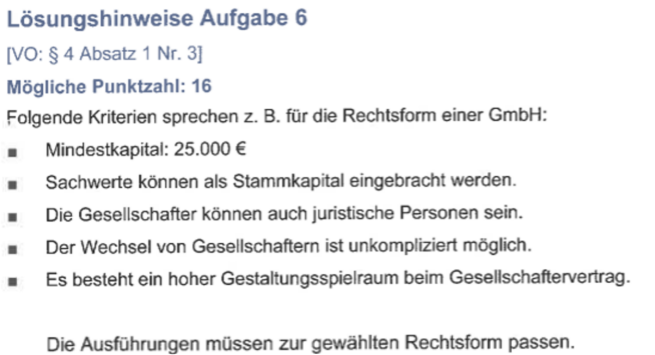 Lösungshinweise Aufgabe 6
[VO: § 4 Absatz 1 Nr. 3]
Mögliche Punktzahl: 16
Folgende Kriterien sprechen z. B. für die Rechtsform einer GmbH:
■ Mindestkapital: 25.000 €
■ Sachwerte können als Stammkapital eingebracht werden.
■ Die Gesellschafter können auch juristische Personen sein.
■ Der Wechsel von Gesellschaftern ist unkompliziert möglich.
■ Es besteht ein hoher Gestaltungsspielraum beim Gesellschaftervertrag.
Die Ausführungen müssen zur gewählten Rechtsform passen.